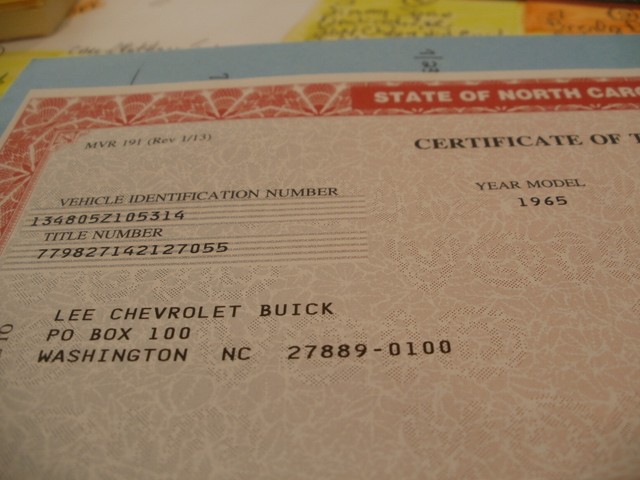 STATE OF NORTH
MVR 191 (Rev 1/13)
CERTIFICATE OF
VEHICLE IDENTIFICATION NUMBER
YEAR MODEL
134805Z105314
1965
TITLE NUMBER
779827142127055
LEE CHEVROLET BUICK
PO BOX 100
WASHINGTON NC 27889-0100